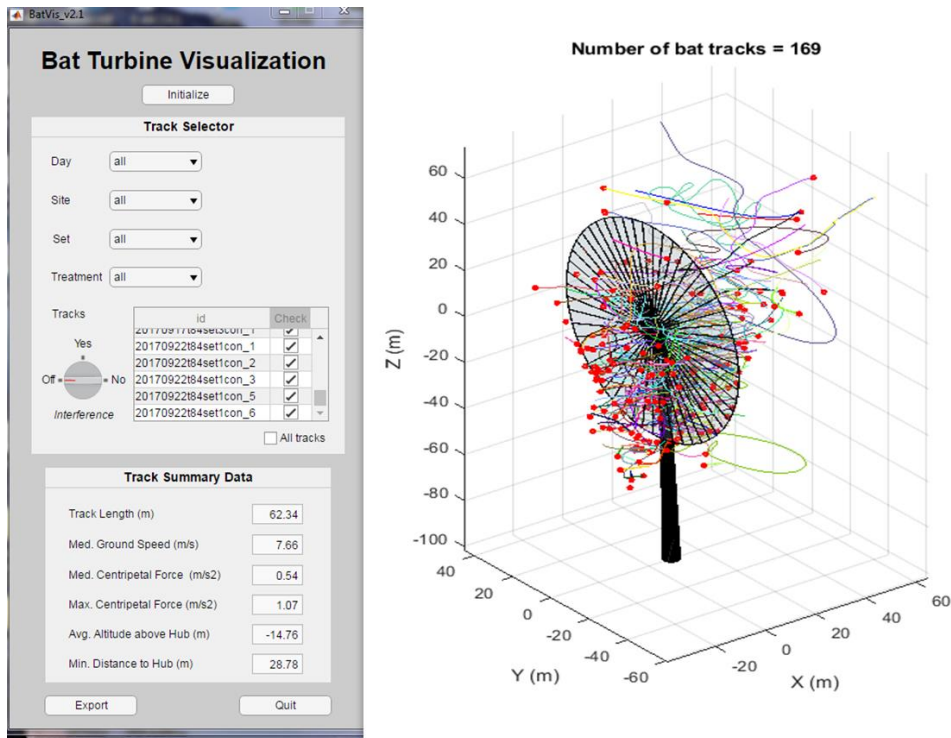 BatVis_v2.1
Bat Turbine Visualization
Initialize
Track Selector
Day all
Site all
Set all
Treatment all
Tracks
id Check
20170917t84set3con_1
20170922t84set1con_1
20170922t84set1con_2
20170922t84set1con_3
20170922t84set1con_5
20170922t84set1con_6
Yes
Off No
Interference
All tracks
Track Summary Data
Track Length (m) 62.34
Med. Ground Speed (m/s) 7.66
Med. Centripetal Force (m/s2) 0.54
Max. Centripetal Force (m/s2) 1.07
Avg. Altitude above Hub (m) -14.76
Min. Distance to Hub (m) 28.78
Export Quit
Number of bat tracks = 169
60
40
20
0
-20
-40
-60
-80
-100
Z (m)
40
20
0
-20
-40
-60
Y (m)
-20
0
20
40
60
X (m)